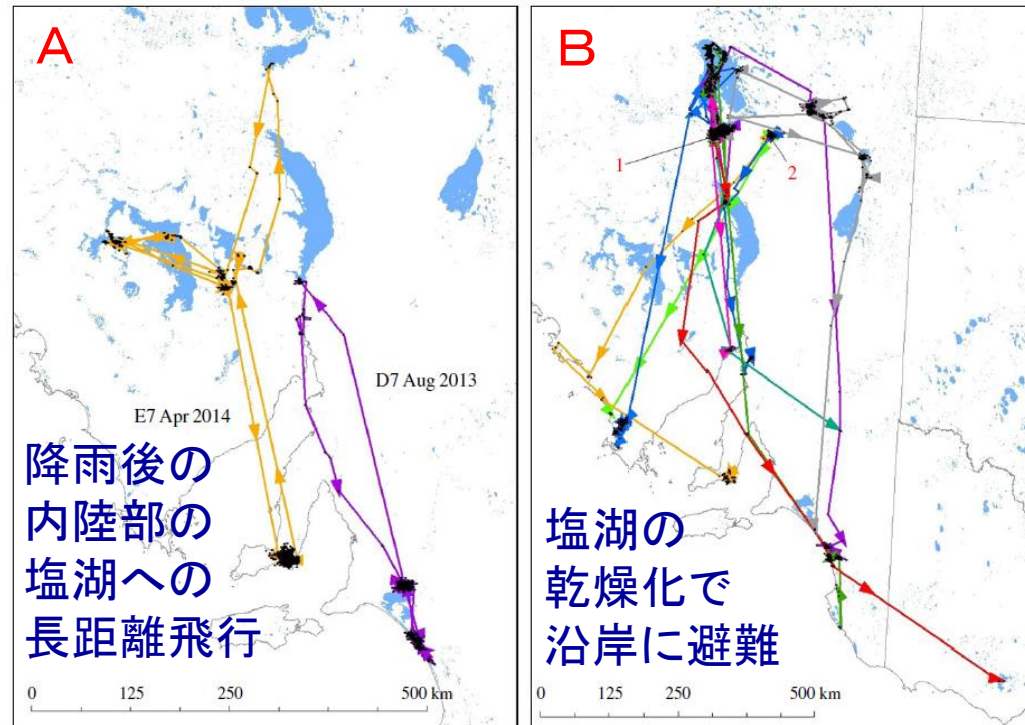 A
E7 Apr 2014
D7 Aug 2013
降雨後の
内陸部の
塩湖への
長距離飛行
0 125 250 500 km
B
1
2
塩湖の
乾燥化で
沿岸に避難
0 125 250 500 km